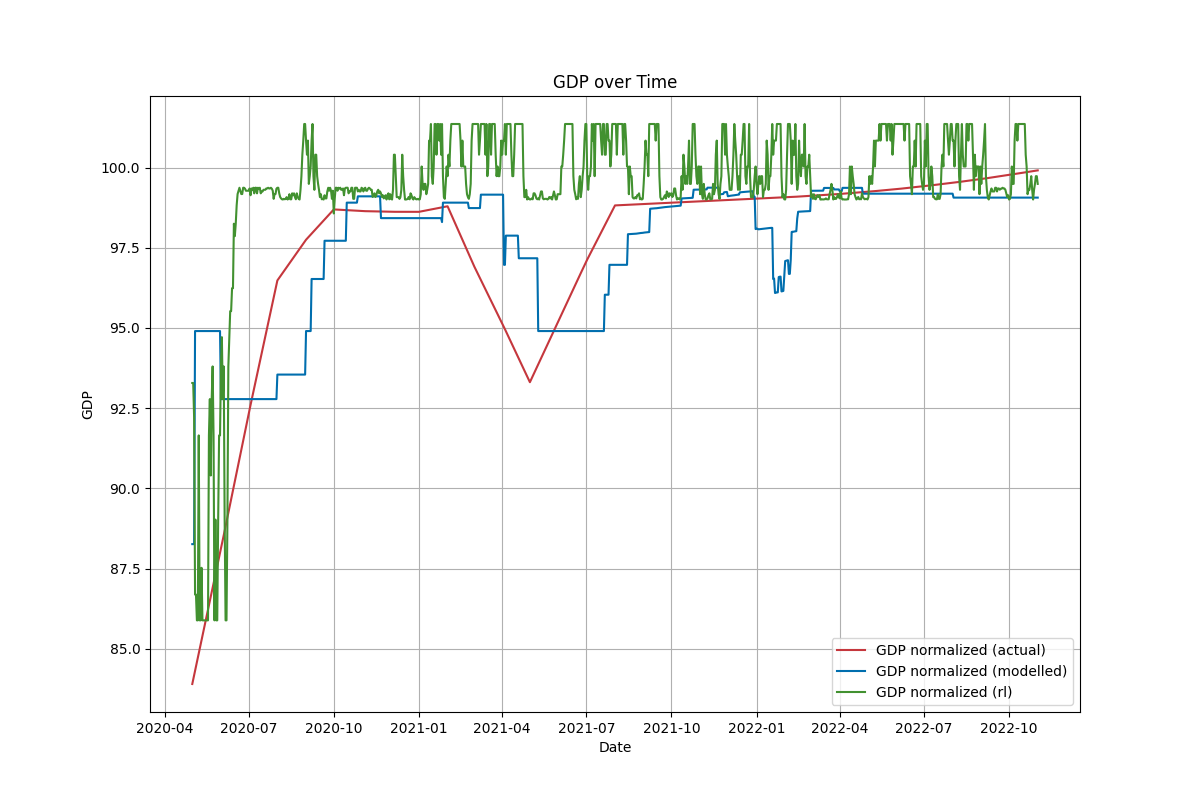 GDP over Time
GDP
100.0
97.5
95.0
92.5
90.0
87.5
85.0
GDP normalized (actual)
GDP normalized (modelled)
GDP normalized (rl)
2020-04 2020-07 2020-10 2021-01 2021-04 2021-07 2021-10 2022-01 2022-04 2022-07 2022-10
Date